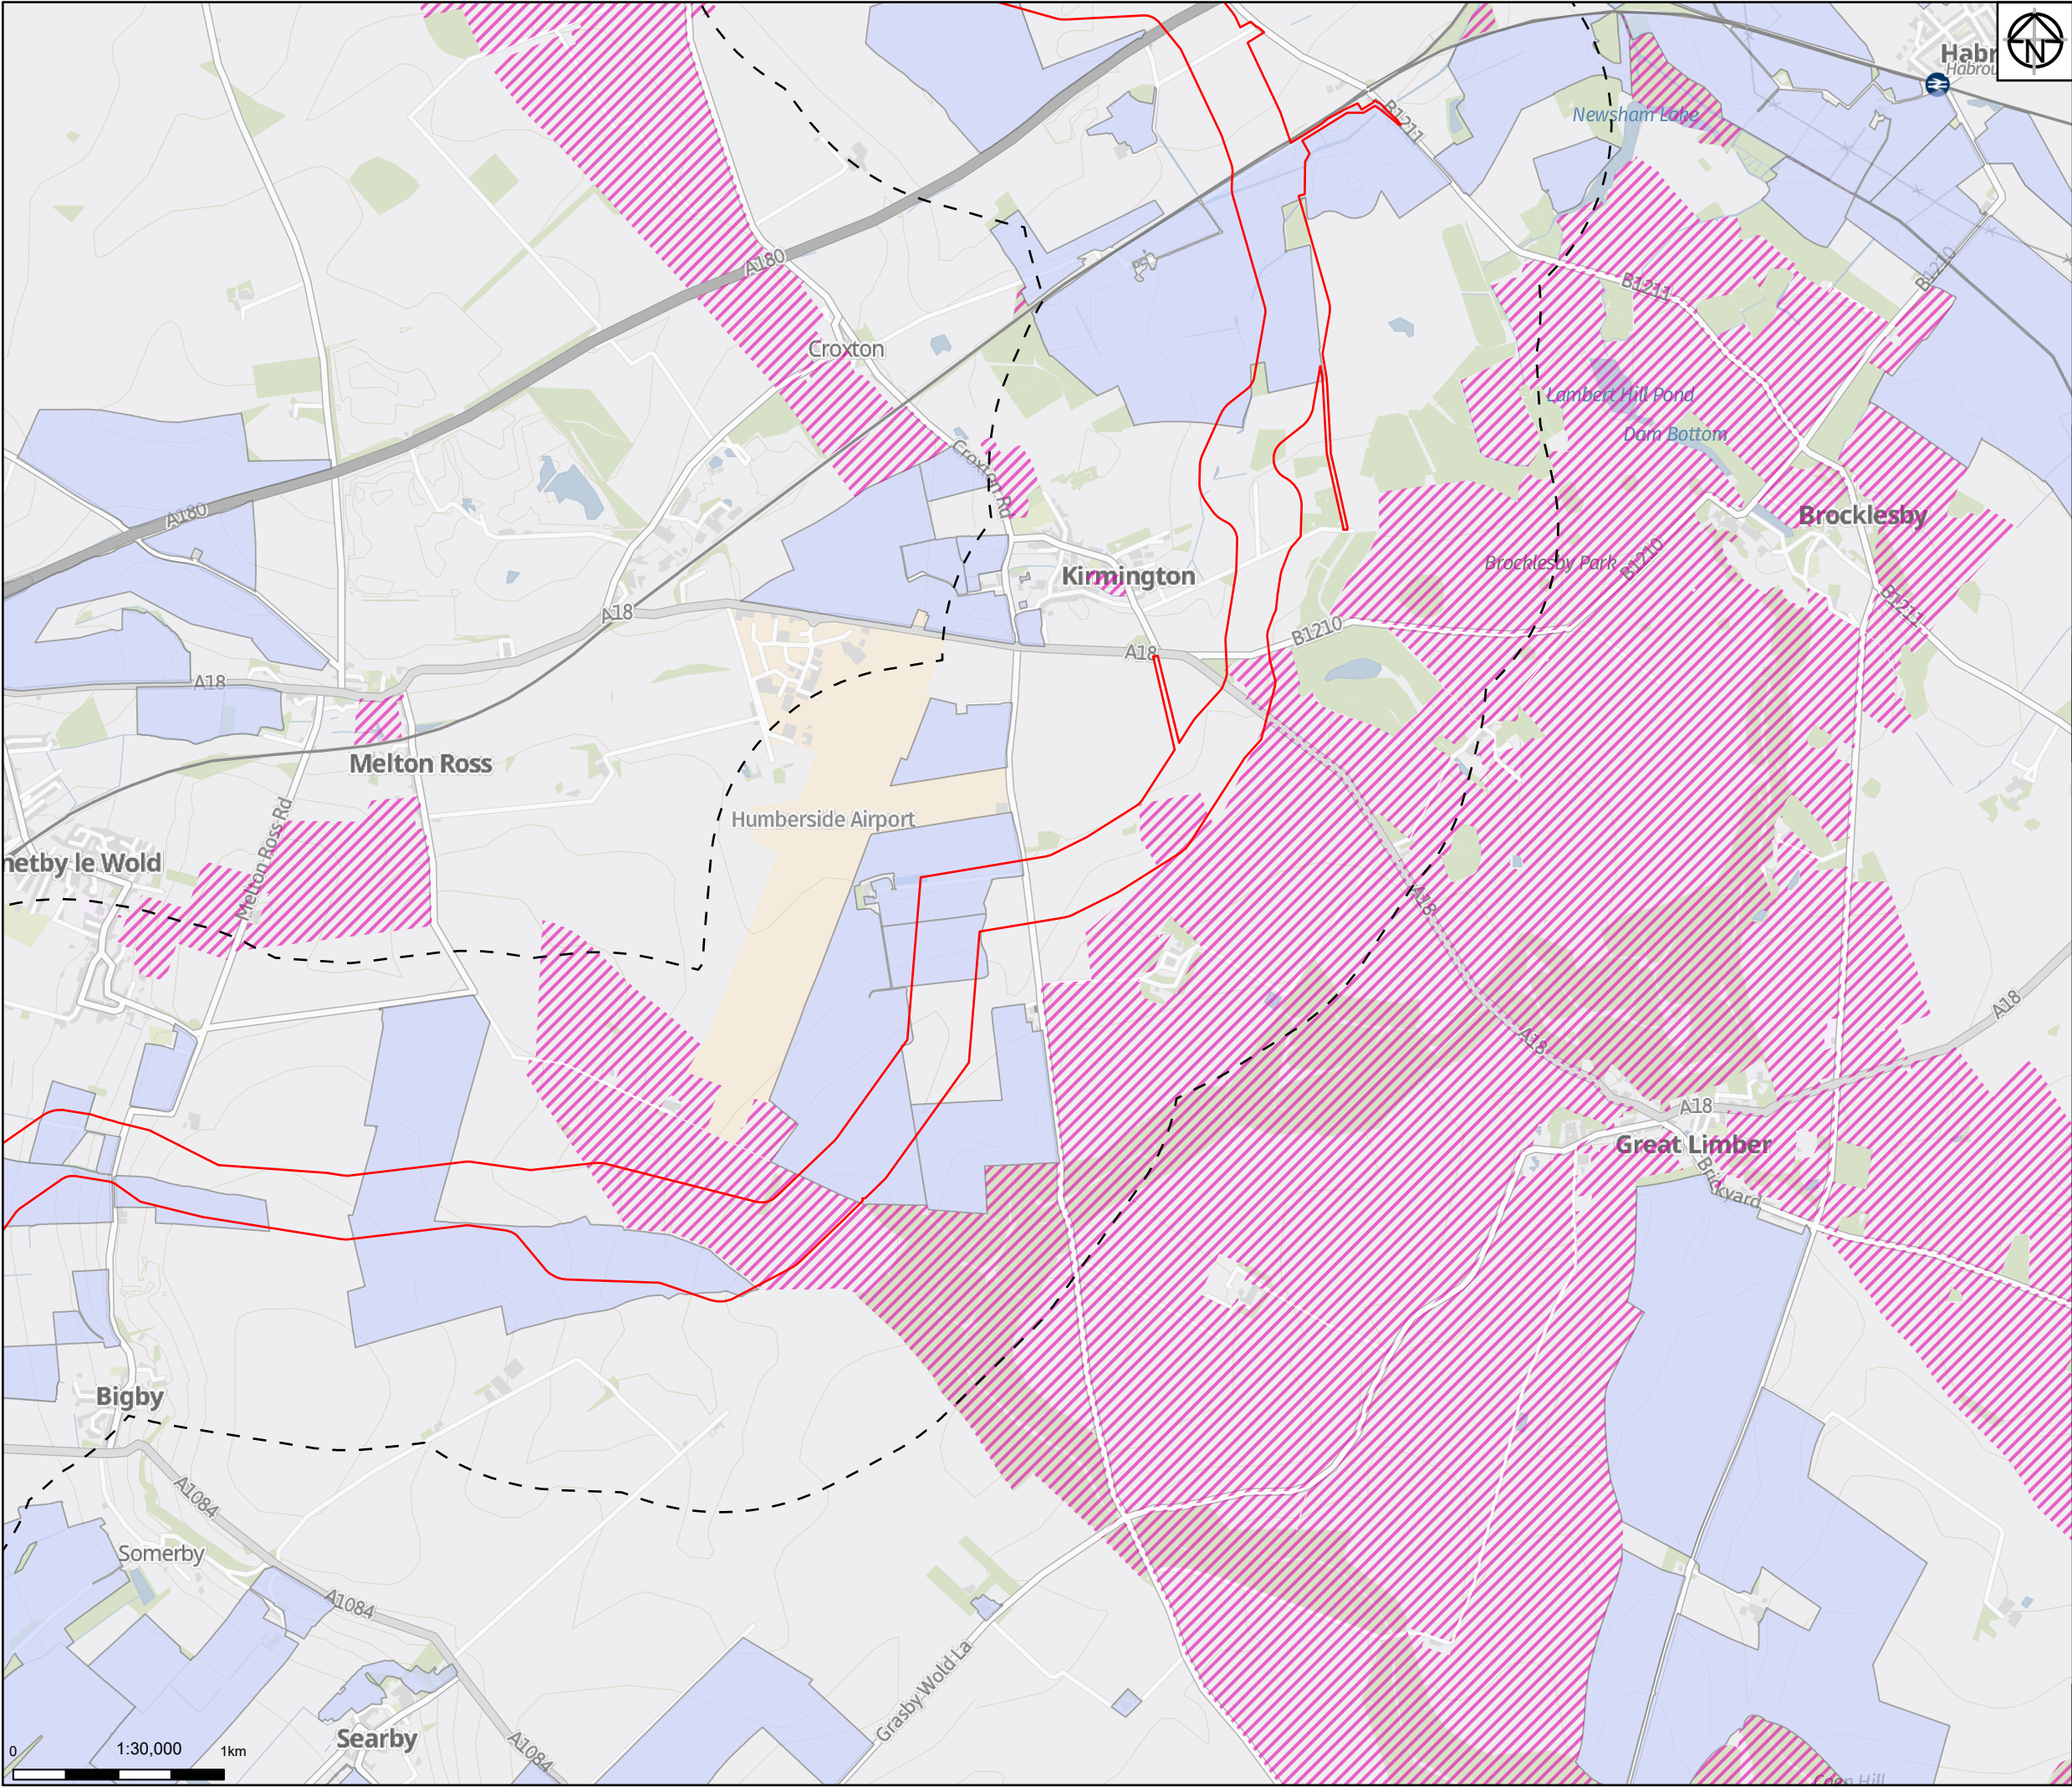 N
Habr
Habrou
Newsham Lake
B1211
A180
B1211
B1210
Croxton
Lambert Hill Pond
Dam Bottom
Croxton Rd
A180
Brocklesby
Brocklesby Park
B1210
Kirmington
B1211
A18
B1210
A18
A18
Melton Ross
Humberside Airport
Melton Ross Rd
netby le Wold
A18
A18
A18
A18
Great Limber
Brickyard
Bigby
A1084
Somerby
A1084
Grasby Wold La
Searby
A1084
0
1:30,000
1km